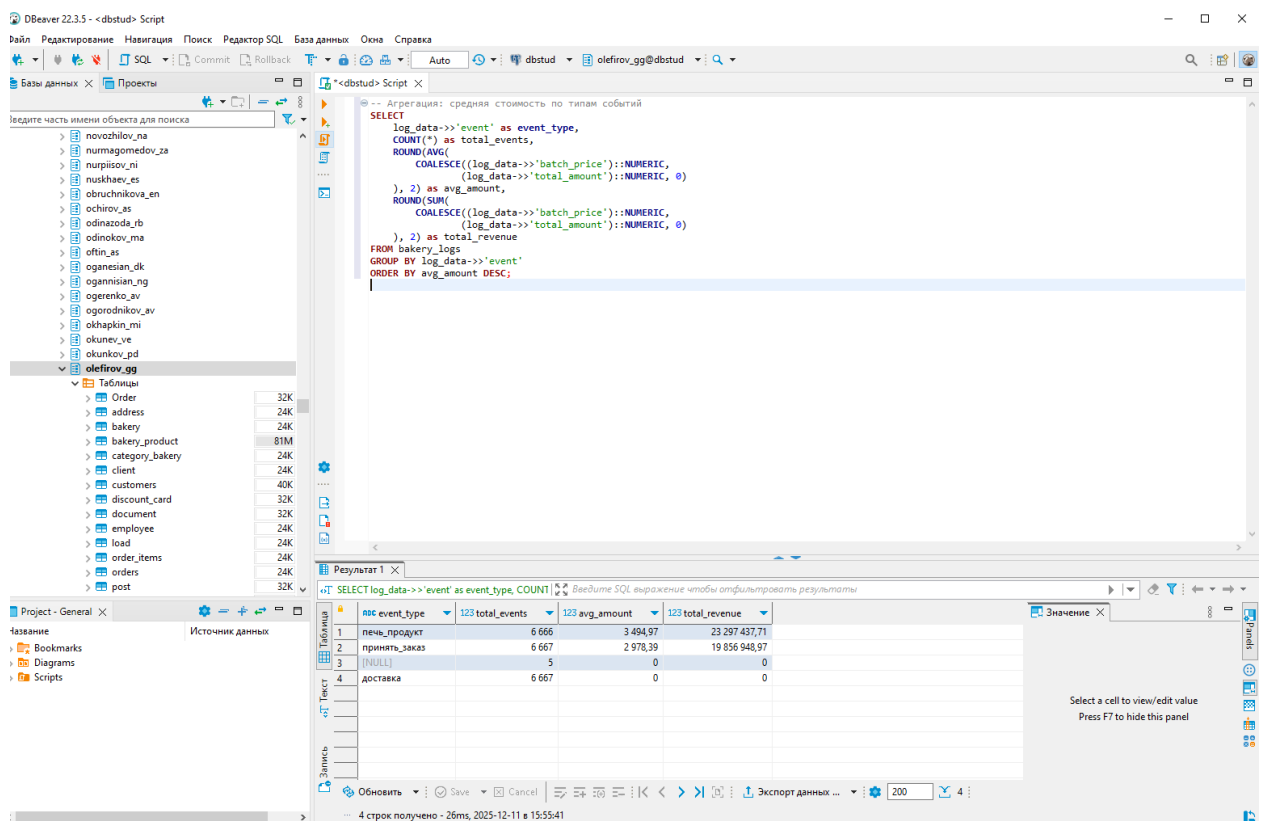 DBeaver 22.3.5 - <dbstud> Script
Файл Редактирование Навигация Поиск Редактор SQL База данных Окна Справка
SQL Commit Rollback Auto dbstud olefirov_gg@dbstud
Базы данных Проекты
Введите часть имени объекта для поиска
novozhilov_na
nurmagomedov_za
nurpiisov_ni
nuskhaev_es
obruchnikova_en
ochirov_as
odinazoda_rb
odinokov_ma
oftin_as
oganesian_dk
ogannisian_ng
ogerenko_av
ogorodnikov_av
okhapkin_mi
okunev_ve
okunkov_pd
olefirov_gg
Таблицы
Order 32K
address 24K
bakery 24K
bakery_product 81M
category_bakery 24K
client 24K
customers 40K
discount_card 32K
document 32K
employee 24K
load 24K
order_items 24K
orders 24K
post 32K
Project - General
Название Источник данных
Bookmarks
Diagrams
Scripts
*<dbstud> Script
-- Агрегация: средняя стоимость по типам событий
SELECT
log_data->>'event' as event_type,
COUNT(*) as total_events,
ROUND(AVG(
COALESCE((log_data->>'batch_price')::NUMERIC,
(log_data->>'total_amount')::NUMERIC, 0)
), 2) as avg_amount,
ROUND(SUM(
COALESCE((log_data->>'batch_price')::NUMERIC,
(log_data->>'total_amount')::NUMERIC, 0)
), 2) as total_revenue
FROM bakery_logs
GROUP BY log_data->>'event'
ORDER BY avg_amount DESC;
Результат 1
SELECT log_data->>'event' as event_type, COUNT Введите SQL выражение чтобы отфильтровать результаты
Таблица
Текст
Запись
event_type 123 total_events 123 avg_amount 123 total_revenue
1 печь_продукт 6 666 3 494,97 23 297 437,71
2 принять_заказ 6 667 2 978,39 19 856 948,97
3 [NULL] 5 0 0
4 доставка 6 667 0 0
Значение
Select a cell to view/edit value
Press F7 to hide this panel
Panels
Обновить Save Cancel Экспорт данных ... 200 4
4 строк получено - 26ms, 2025-12-11 в 15:55:41